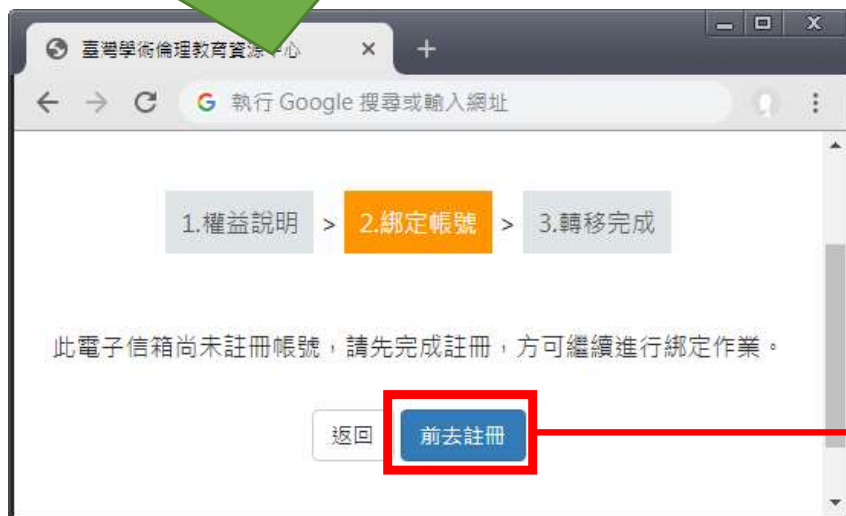 臺灣學術倫理教育資源中心
執行 Google 搜尋或輸入網址
1.權益說明 > 2.綁定帳號 > 3.轉移完成
此電子信箱尚未註冊帳號，請先完成註冊，方可繼續進行綁定作業。
返回 前去註冊